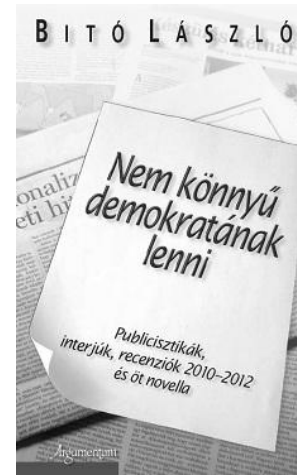 BITÓ LÁSZLÓ
Nem könnyű
demokratának
lenni
Publicisztikák,
interjúk, recenziók 2010–2012
és öt novella
Argumentum